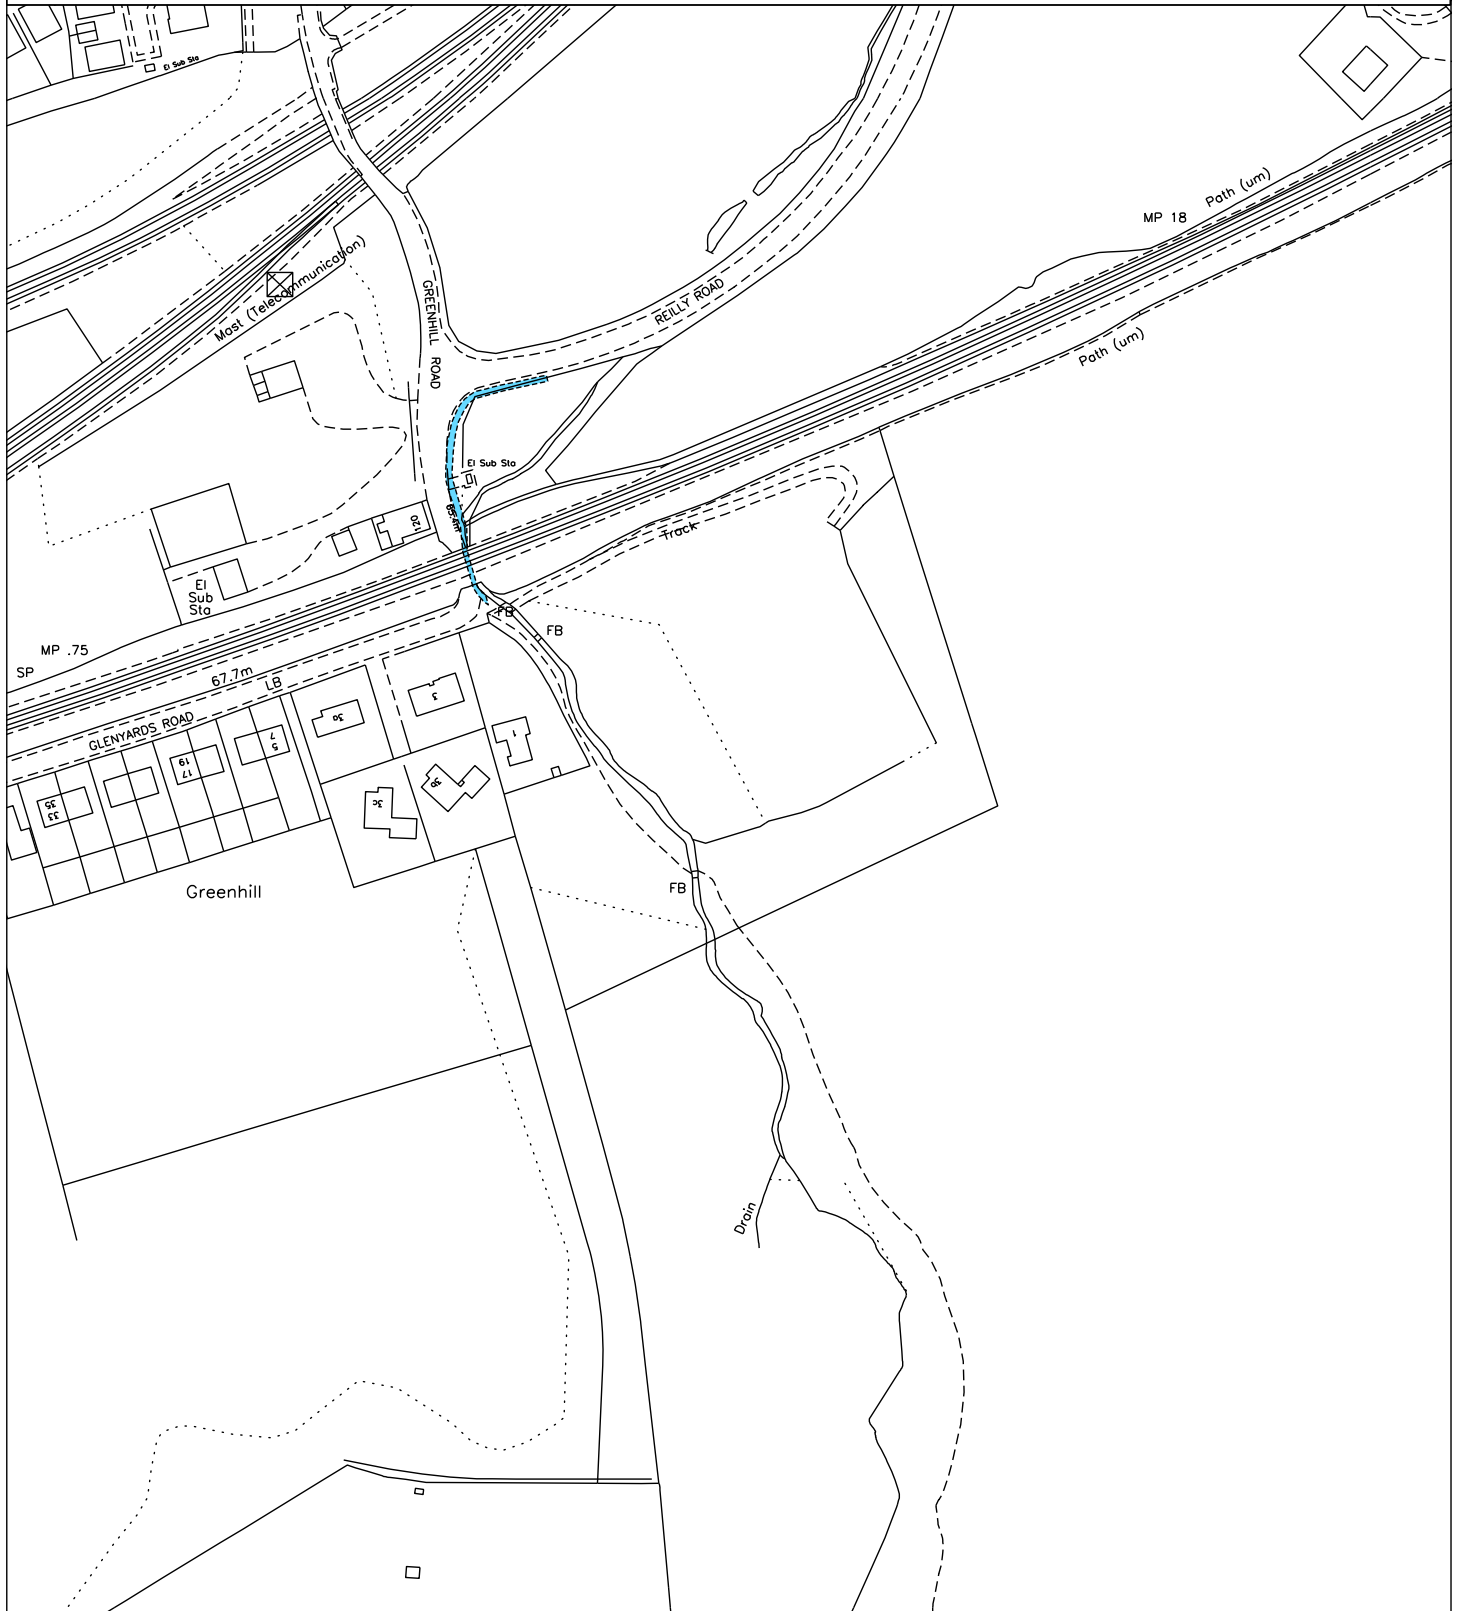 El Sub Sta
Path (um)
MP 18
Mast (Telecommunication)
GREENHILL ROAD
REILLY ROAD
Path (um)
El Sub Sta
65.4m
120
Track
El
Sub
Sta
FB
FB
MP .75
SP
67.7m
LB
GLENYARDS ROAD
3a
3
1
7
5
19
17
35
33
3c
3b
FB
Greenhill
Drain